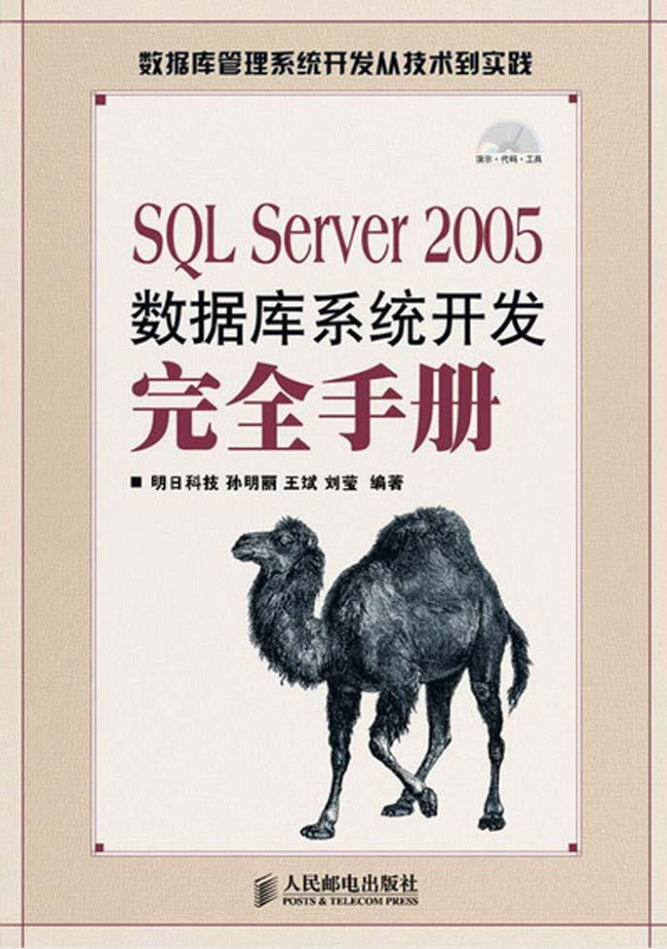 数据库管理系统开发从技术到实践
演示·代码·工具
SQL Server 2005
数据库系统开发
完全手册
■ 明日科技 孙明丽 王斌 刘莹 编著
人民邮电出版社
POSTS & TELECOM PRESS